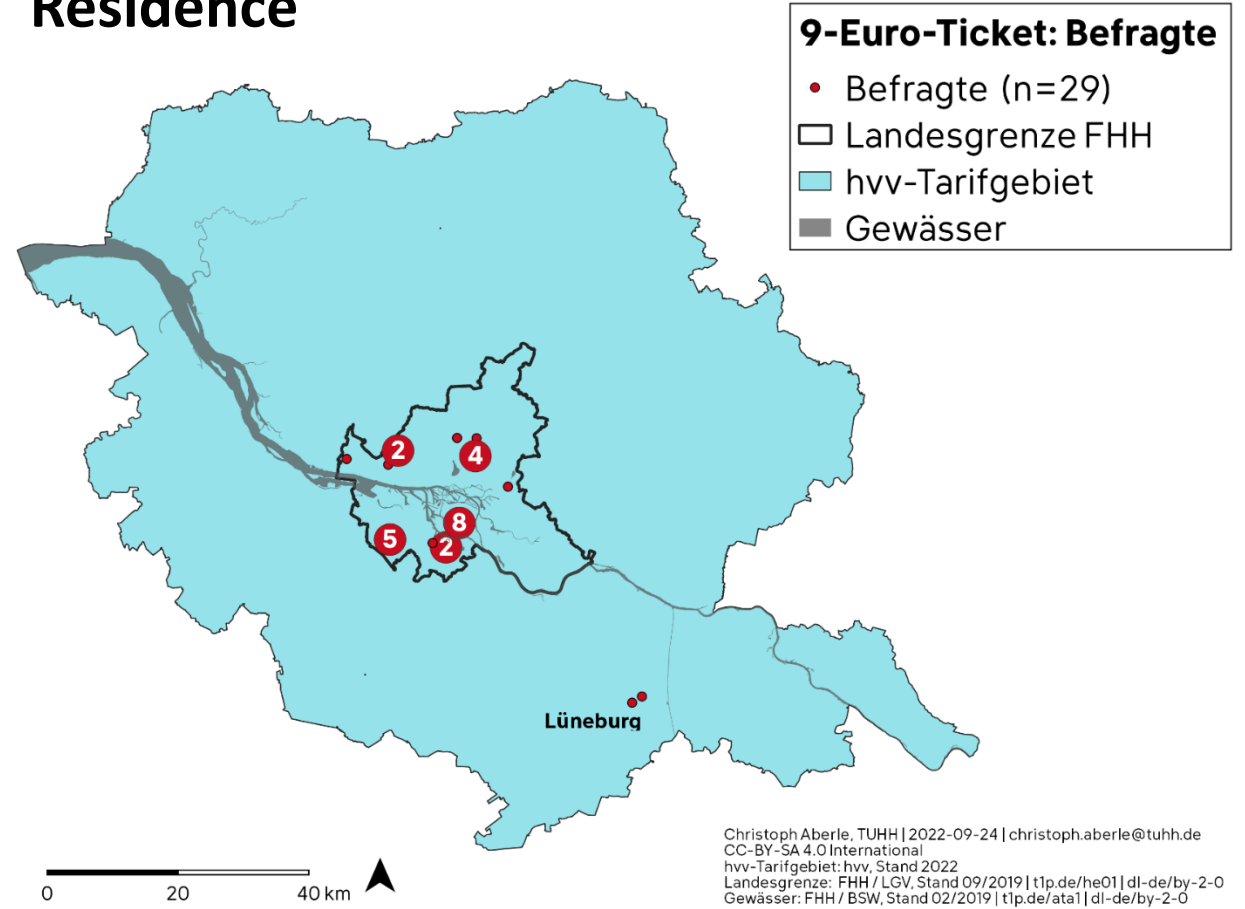 Residence
9-Euro-Ticket: Befragte
Befragte (n=29)
Landesgrenze FHH
hvv-Tarifgebiet
Gewässer
2
4
8
5
2
Lüneburg
0 20 40 km
Christoph Aberle, TUHH | 2022-09-24 | christoph.aberle@tuhh.de
CC-BY-SA 4.0 International
hvv-Tarifgebiet: hvv, Stand 2022
Landesgrenze: FHH / LGV, Stand 09/2019 | t1p.de/he01 | dl-de/by-2-0
Gewässer: FHH / BSW, Stand 02/2019 | t1p.de/ata1 | dl-de/by-2-0